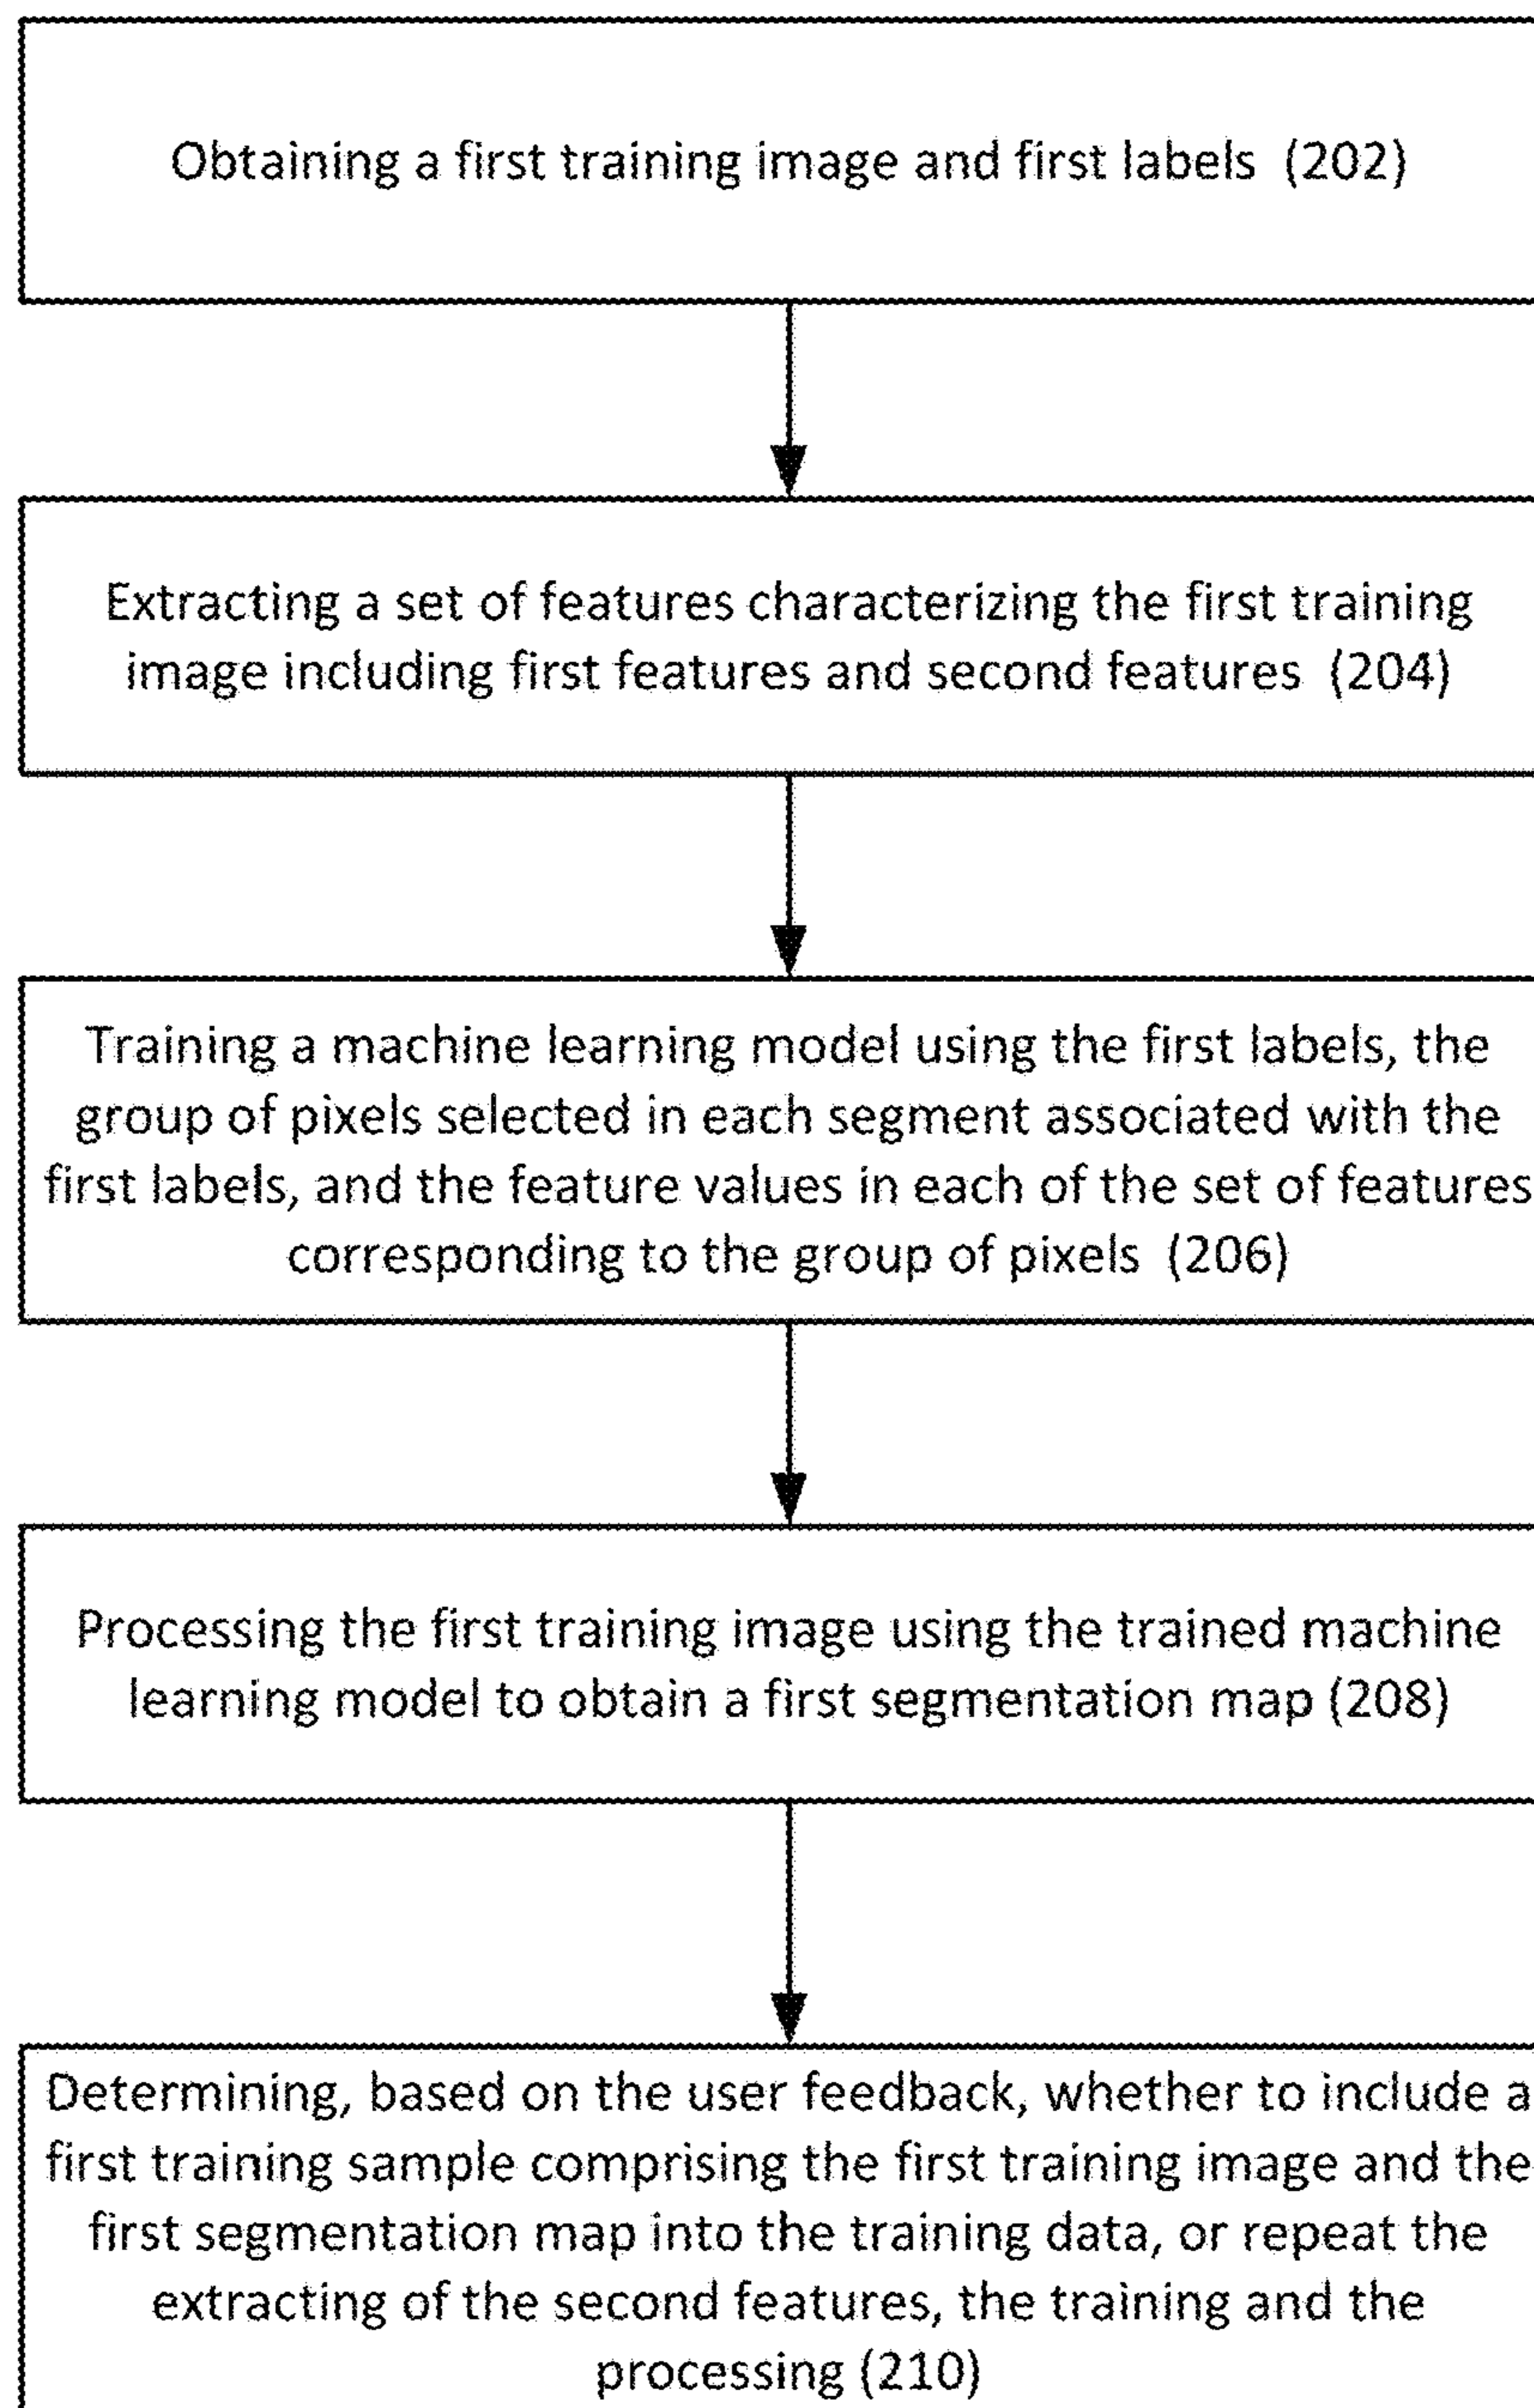 Obtaining a first training image and first labels (202)
Extracting a set of features characterizing the first training
image including first features and second features (204)
Training a machine learning model using the first labels, the
group of pixels selected in each segment associated with the
first labels, and the feature values in each of the set of features
corresponding to the group of pixels (206)
Processing the first training image using the trained machine
learning model to obtain a first segmentation map (208)
Determining, based on the user feedback, whether to include a
first training sample comprising the first training image and the
first segmentation map into the training data, or repeat the
extracting of the second features, the training and the
processing (210)